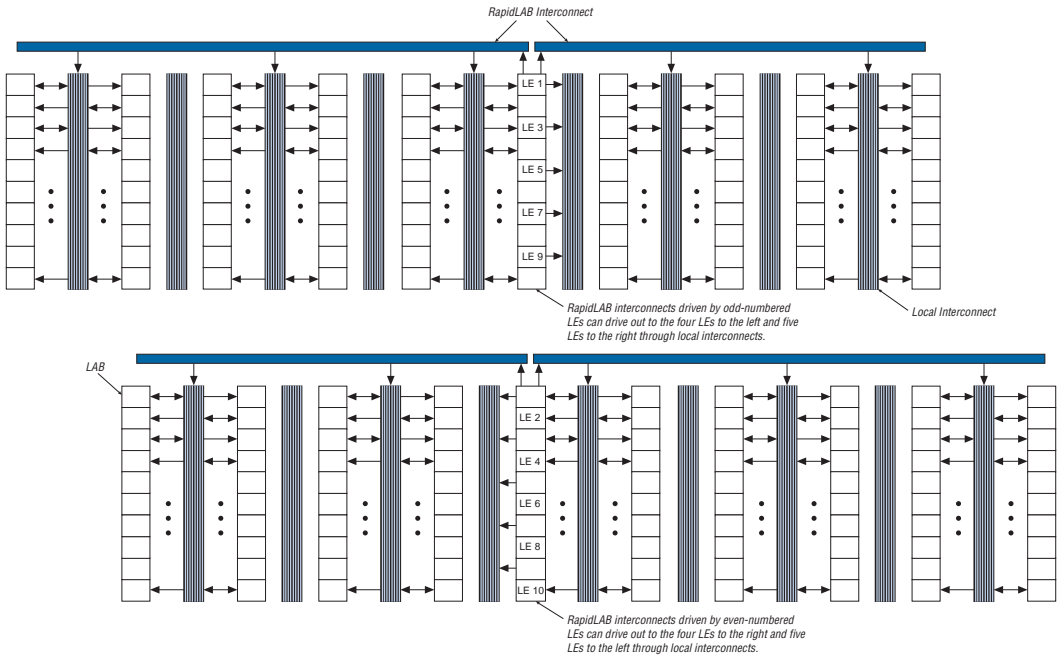 RapidLAB Interconnect
LE 1
LE 3
LE 5
LE 7
LE 9
RapidLAB interconnects driven by odd-numbered
LEs can drive out to the four LEs to the left and five
LEs to the right through local interconnects.
Local Interconnect
LAB
LE 2
LE 4
LE 6
LE 8
LE 10
RapidLAB interconnects driven by even-numbered
LEs can drive out to the four LEs to the right and five
LEs to the left through local interconnects.